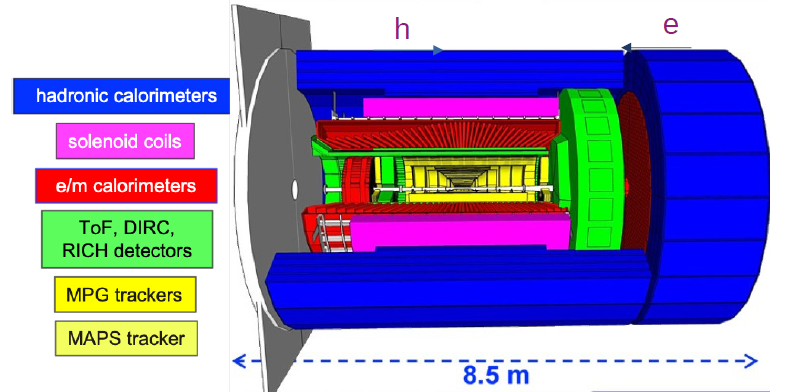 h
e
hadronic calorimeters
solenoid coils
e/m calorimeters
ToF, DIRC,
RICH detectors
MPG trackers
MAPS tracker
8.5 m